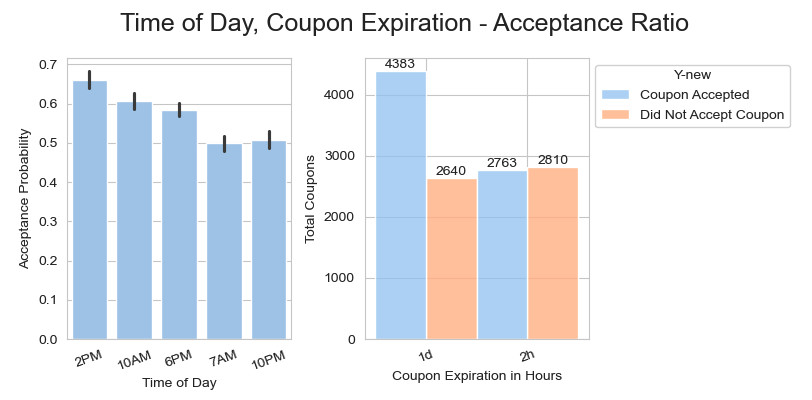 Time of Day, Coupon Expiration - Acceptance Ratio
Acceptance Probability
0.7
0.6
0.5
0.4
0.3
0.2
0.1
0.0
2PM
10AM
6PM
7AM
10PM
Time of Day
Total Coupons
4000
3000
2000
1000
0
4383
2640
2763
2810
1d
2h
Coupon Expiration in Hours
Y-new
Coupon Accepted
Did Not Accept Coupon